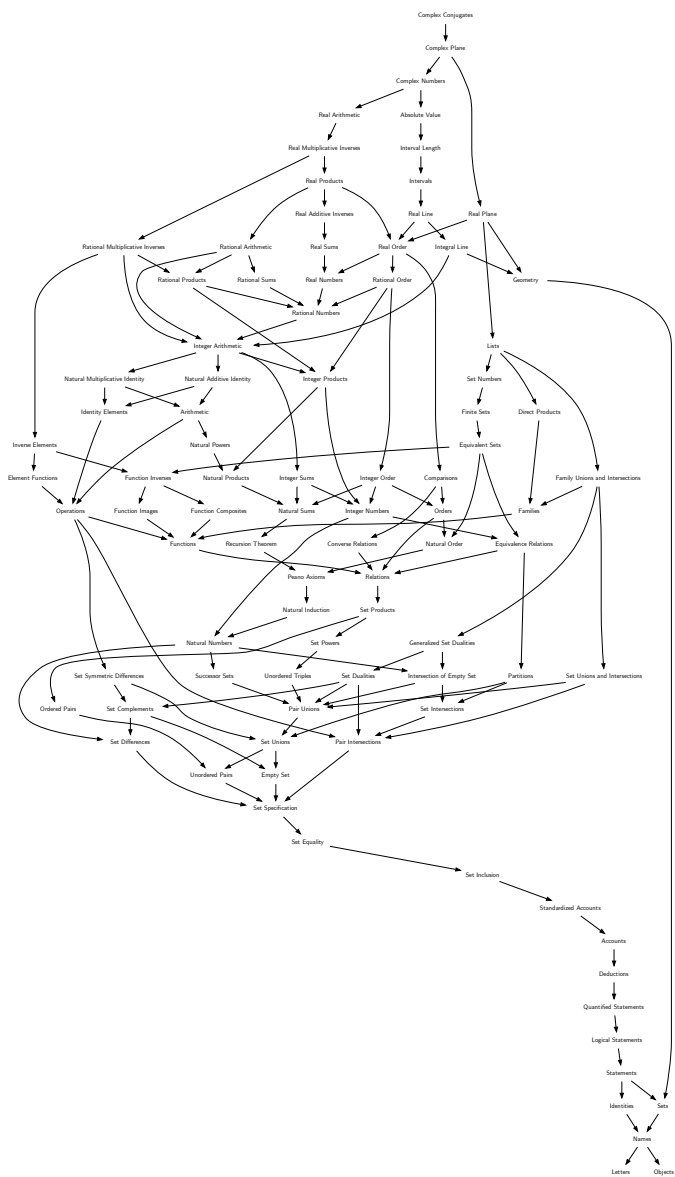 Complex Conjugates
Complex Plane
Complex Numbers
Real Arithmetic
Absolute Value
Real Multiplicative Inverses
Interval Length
Real Products
Intervals
Real Additive Inverses
Real Line
Real Plane
Rational Multiplicative Inverses
Rational Arithmetic
Real Sums
Real Order
Integral Line
Rational Products
Rational Sums
Real Numbers
Rational Order
Geometry
Rational Numbers
Integer Arithmetic
Lists
Natural Multiplicative Identity
Natural Additive Identity
Integer Products
Set Numbers
Identity Elements
Arithmetic
Finite Sets
Direct Products
Inverse Elements
Natural Powers
Equivalent Sets
Element Functions
Function Inverses
Natural Products
Integer Sums
Integer Order
Comparisons
Family Unions and Intersections
Operations
Function Images
Function Composites
Natural Sums
Integer Numbers
Orders
Families
Functions
Recursion Theorem
Converse Relations
Natural Order
Equivalence Relations
Peano Axioms
Relations
Natural Induction
Set Products
Natural Numbers
Set Powers
Generalized Set Dualities
Set Symmetric Differences
Successor Sets
Unordered Triples
Set Dualities
Intersection of Empty Set
Partitions
Set Unions and Intersections
Ordered Pairs
Set Complements
Pair Unions
Set Intersections
Set Differences
Set Unions
Pair Intersections
Unordered Pairs
Empty Set
Set Specification
Set Equality
Set Inclusion
Standardized Accounts
Accounts
Deductions
Quantified Statements
Logical Statements
Statements
Identities
Sets
Names
Letters
Objects